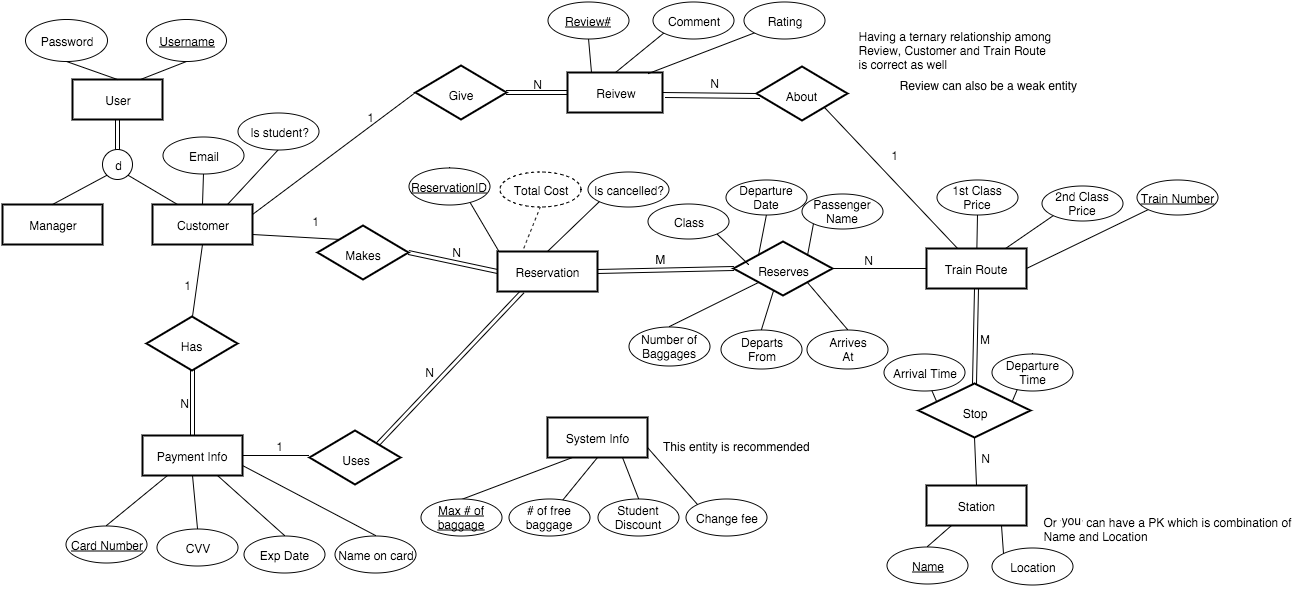 Review#
Comment
Rating
Password
Username
Having a ternary relationship among
Review, Customer and Train Route
is correct as well
Review can also be a weak entity
User
Give
N
Reivew
N
About
1
Is student?
Email
d
1
ReservationID
Total Cost
Is cancelled?
Departure
Date
Passenger
Name
Class
1st Class
Price
2nd Class
Price
Train Number
Manager
Customer
1
Makes
N
Reservation
M
Reserves
N
Train Route
1
Has
N
Number of
Baggages
Departs
From
Arrives
At
M
Arrival Time
Departure
Time
N
Stop
System Info
This entity is recommended
Payment Info
1
Uses
N
Station
Max # of
baggage
# of free
baggage
Student
Discount
Change fee
Or you can have a PK which is combination of
Name and Location
Card Number
CVV
Exp Date
Name on card
Name
Location